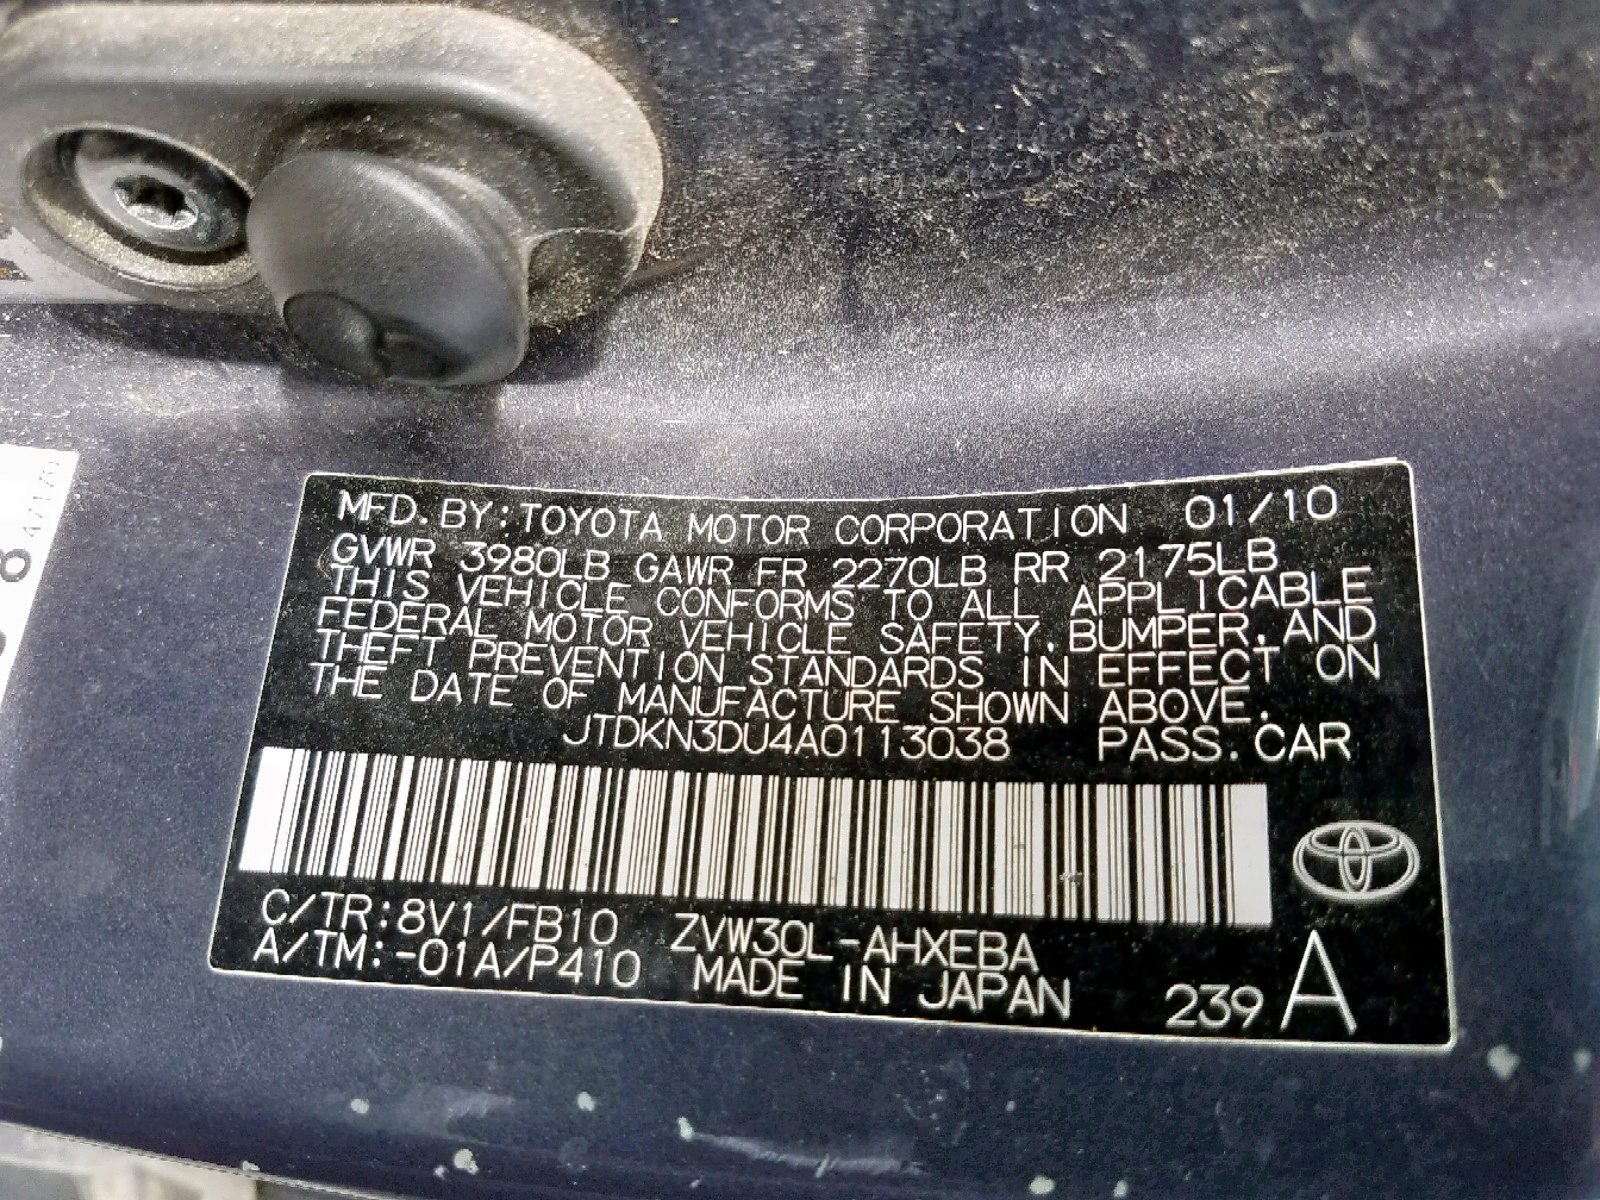 MFD. BY: TOYOTA MOTOR CORPORATION 01/10
GVWR 3980LB GAWR FR 2270LB RR 2175LB
THIS VEHICLE CONFORMS TO ALL APPLICABLE
FEDERAL MOTOR VEHICLE SAFETY, BUMPER, AND
THEFT PREVENTION STANDARDS IN EFFECT ON
THE DATE OF MANUFACTURE SHOWN ABOVE.
JTDKN3DU4A0113038 PASS. CAR
C/TR: 8V1/FB10 ZVW30L-AHXEBA
A/TM: -01A/P410 MADE IN JAPAN 239 A